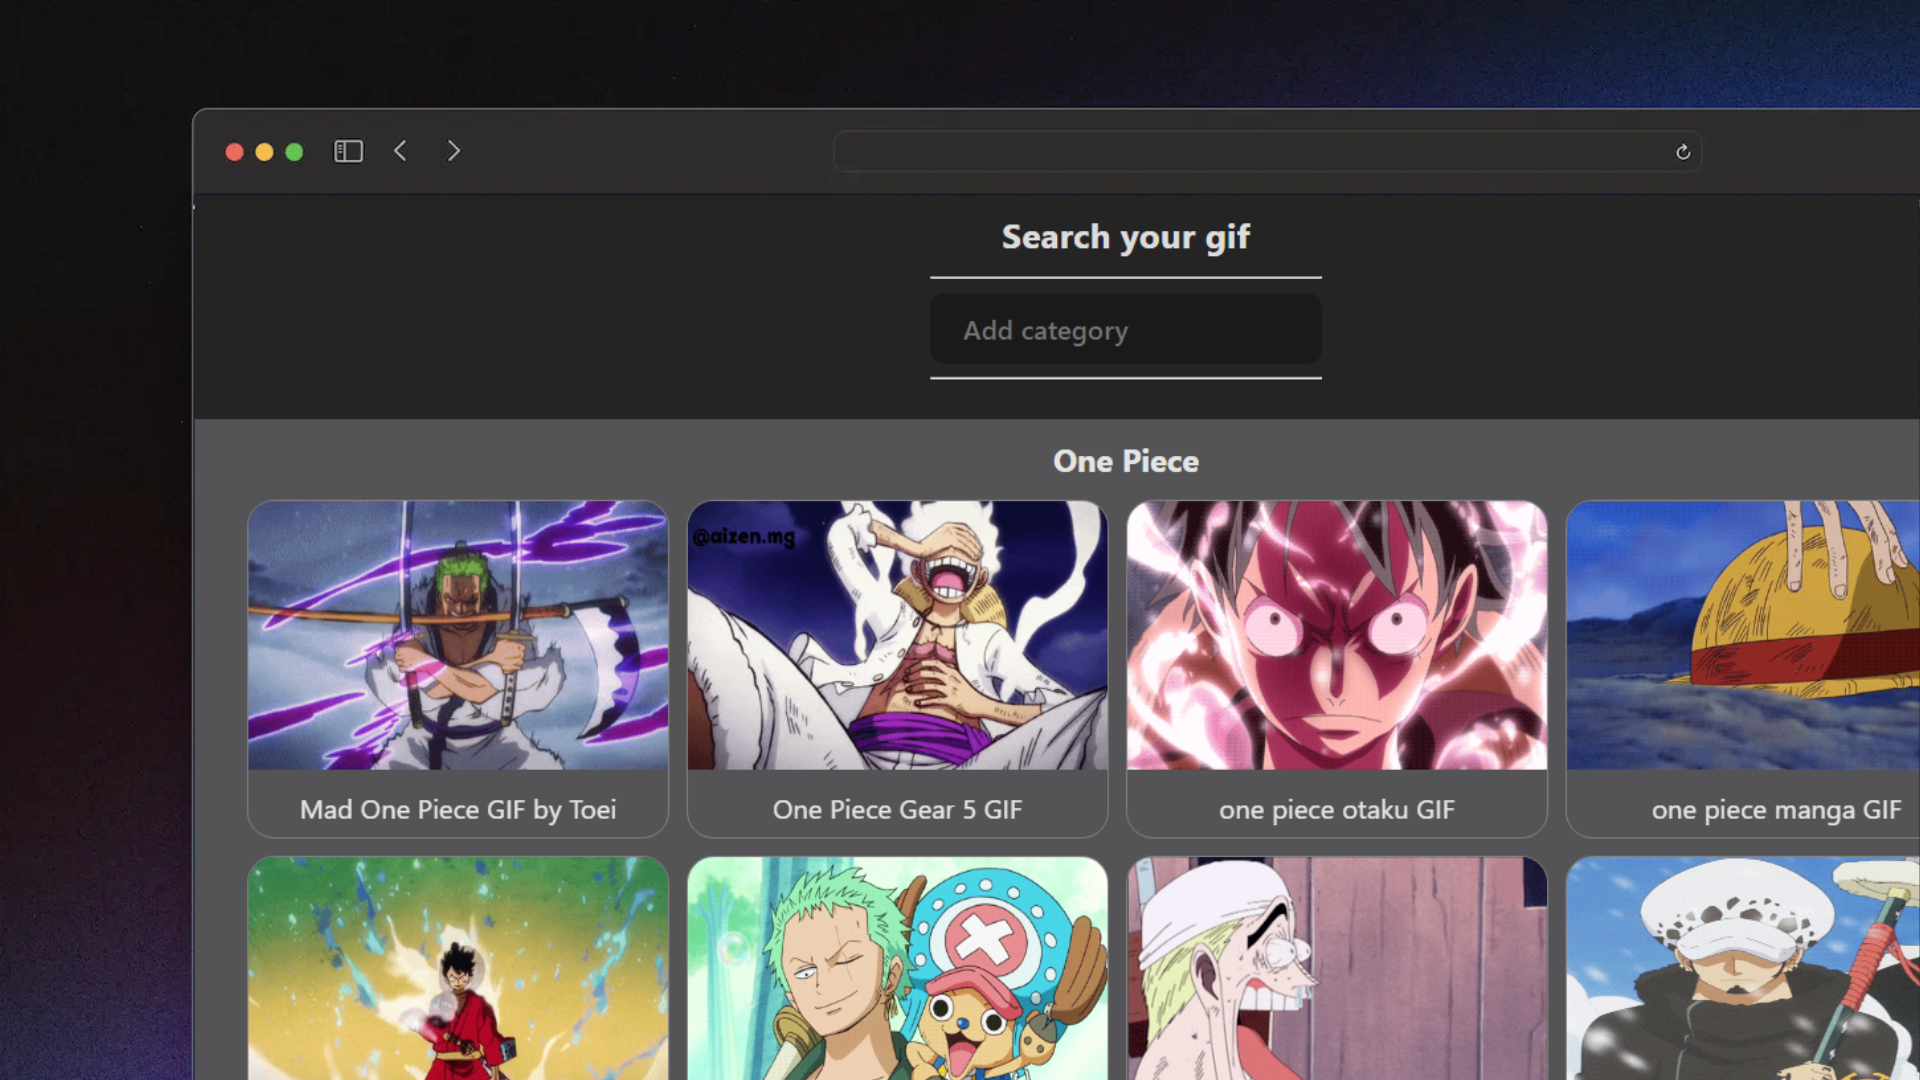 Search your gif
Add category
One Piece
@aizen.mg
Mad One Piece GIF by Toei
One Piece Gear 5 GIF
one piece otaku GIF
one piece manga GIF